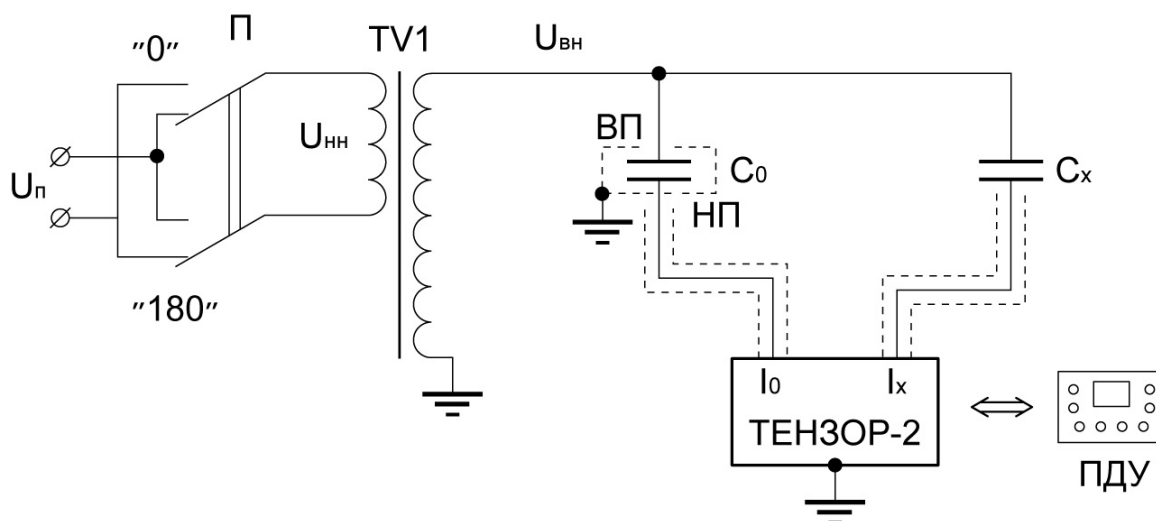 П
"0"
TV1
Uвн
Uнн
Uп
ВП
C0
Cx
НП
"180"
I0
Ix
ТЕНЗОР-2
ПДУ